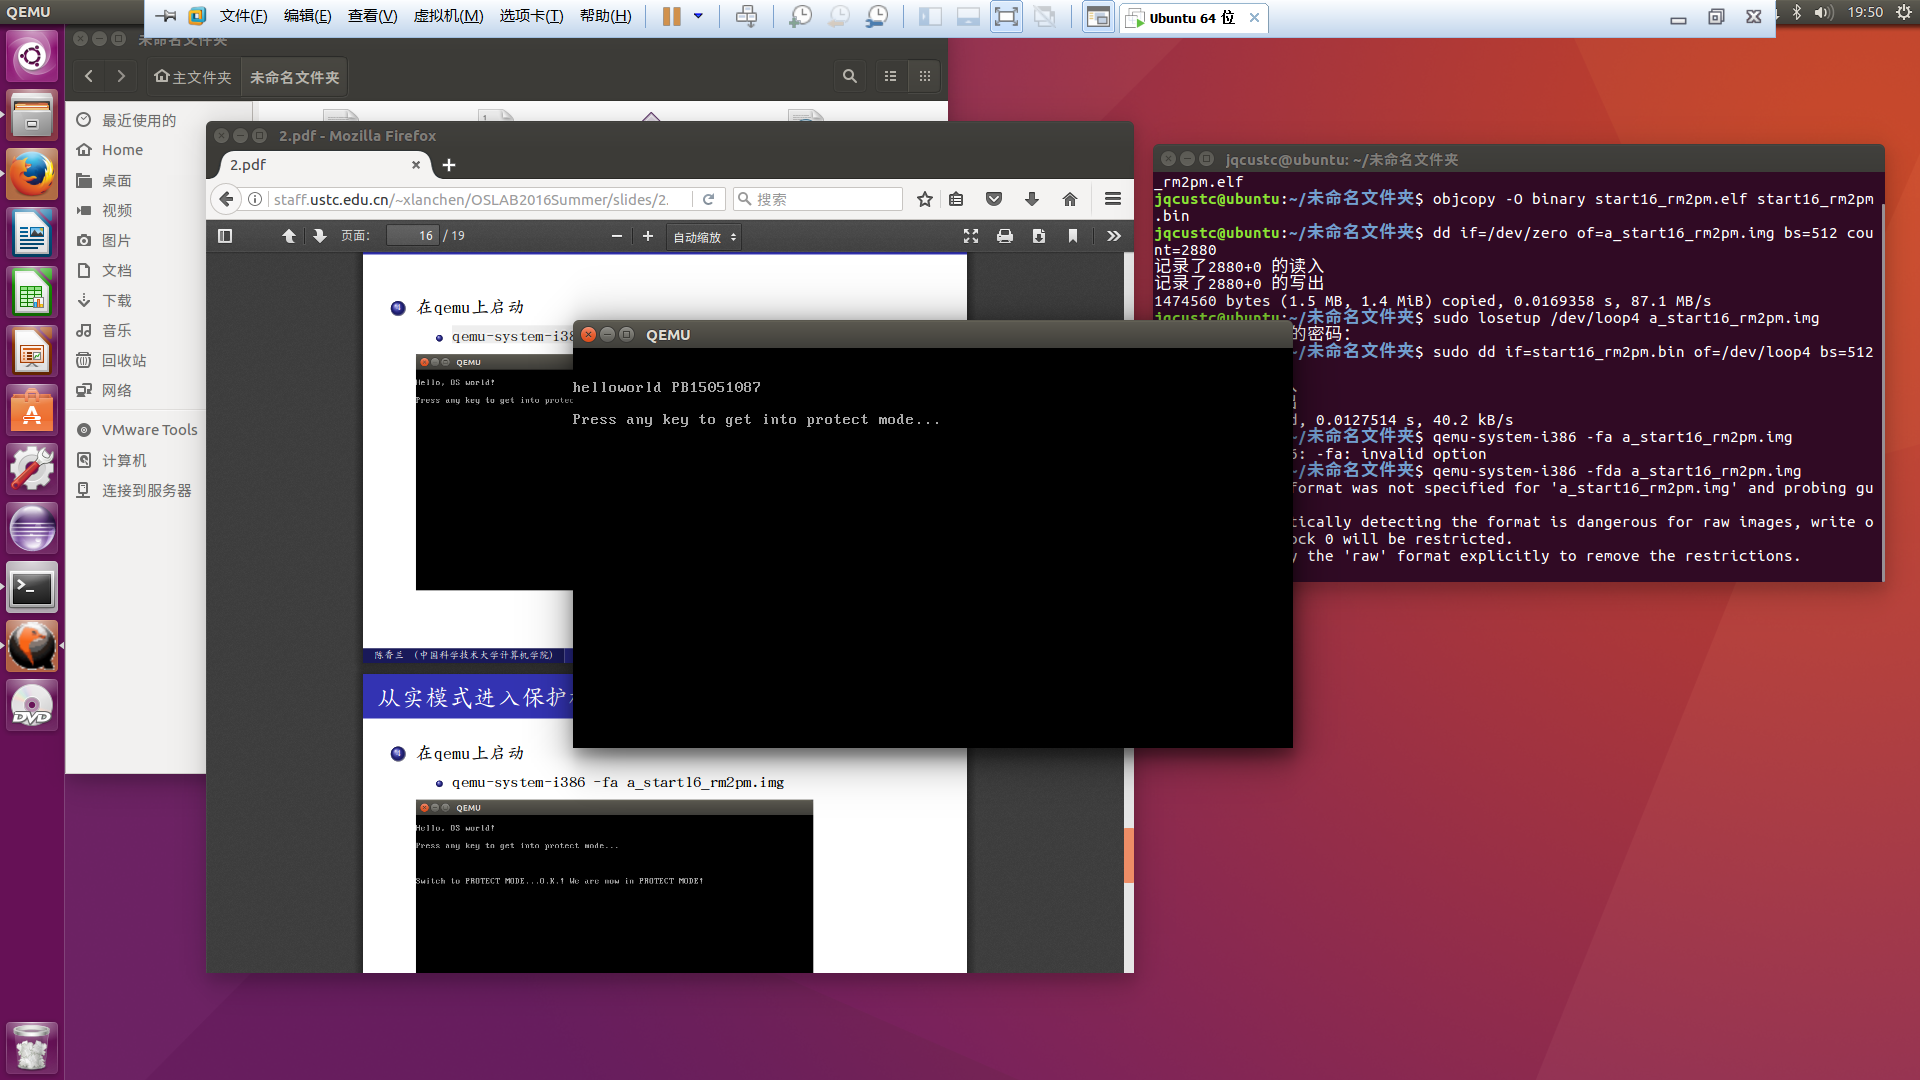 QEMU
文件(F) 编辑(E) 查看(V) 虚拟机(M) 选项卡(T) 帮助(H)
Ubuntu 64 位
19:50
未命名文件夹
主文件夹 未命名文件夹
最近使用的
Home
桌面
视频
图片
文档
下载
音乐
回收站
网络
VMware Tools
计算机
连接到服务器
2.pdf - Mozilla Firefox
2.pdf
staff.ustc.edu.cn/~xlanchen/OSLAB2016Summer/slides/2.
搜索
页面: 16 / 19
自动缩放
在qemu上启动
qemu-system-i38
QEMU
Hello, OS world!
Press any key to get into protec
陈香兰 (中国科学技术大学计算机学院)
从实模式进入保护
在qemu上启动
qemu-system-i386 -fa a_start16_rm2pm.img
QEMU
Hello, OS world!
Press any key to get into protect mode...
Switch to PROTECT MODE...O.K.! We are now in PROTECT MODE!
QEMU
helloworld PB15051087
Press any key to get into protect mode...
jqcustc@ubuntu: ~/未命名文件夹
_rm2pm.elf
jqcustc@ubuntu:~/未命名文件夹$ objcopy -O binary start16_rm2pm.elf start16_rm2pm
.bin
jqcustc@ubuntu:~/未命名文件夹$ dd if=/dev/zero of=a_start16_rm2pm.img bs=512 cou
nt=2880
记录了2880+0 的读入
记录了2880+0 的写出
1474560 bytes (1.5 MB, 1.4 MiB) copied, 0.0169358 s, 87.1 MB/s
jqcustc@ubuntu:~/未命名文件夹$ sudo losetup /dev/loop4 a_start16_rm2pm.img
的密码:
~/未命名文件夹$ sudo dd if=start16_rm2pm.bin of=/dev/loop4 bs=512
, 0.0127514 s, 40.2 kB/s
~/未命名文件夹$ qemu-system-i386 -fa a_start16_rm2pm.img
6: -fa: invalid option
~/未命名文件夹$ qemu-system-i386 -fda a_start16_rm2pm.img
format was not specified for 'a_start16_rm2pm.img' and probing gu
tically detecting the format is dangerous for raw images, write o
ock 0 will be restricted.
y the 'raw' format explicitly to remove the restrictions.